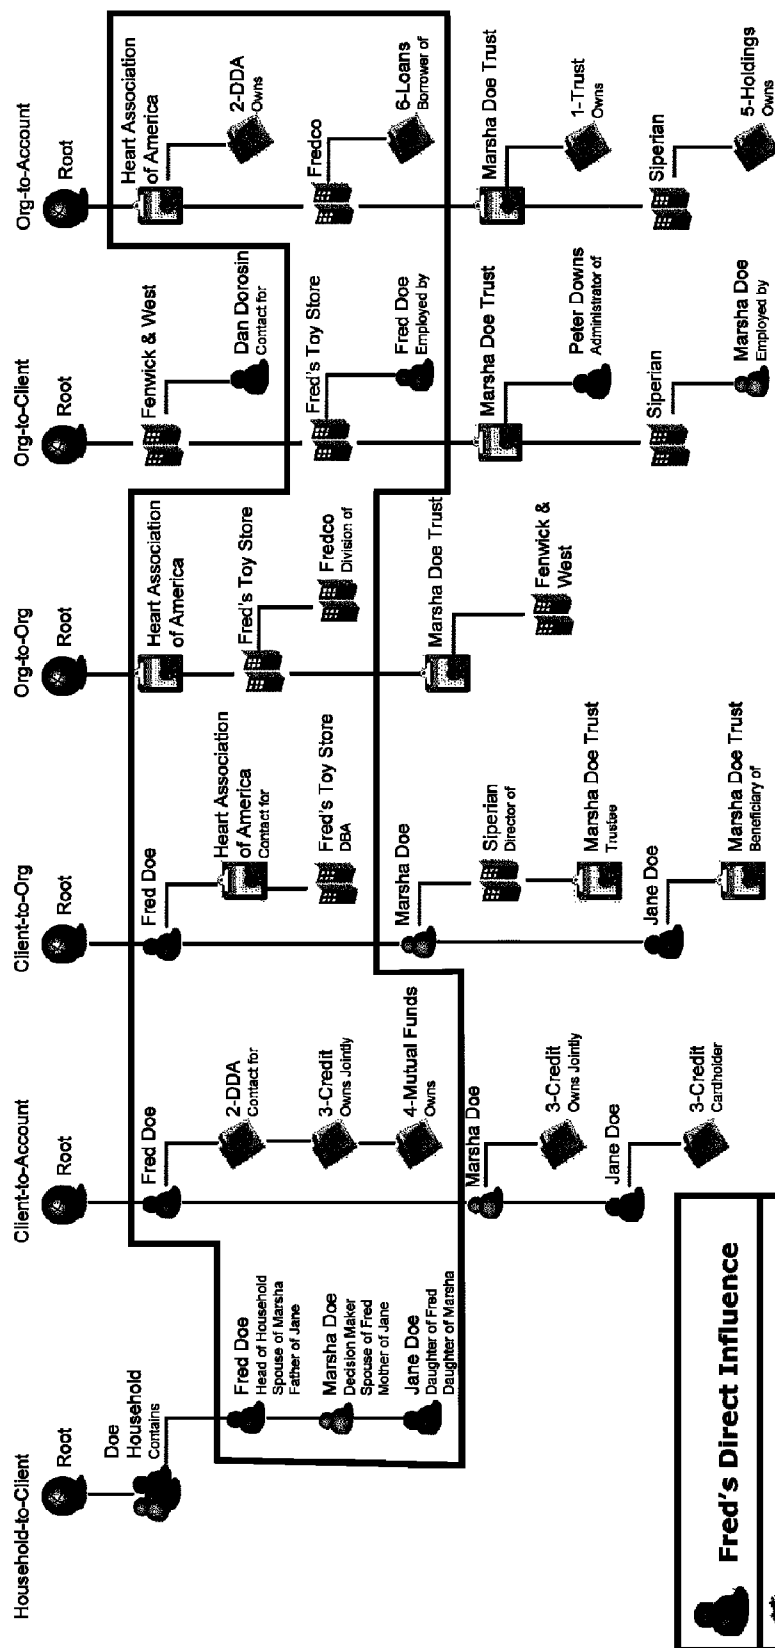 Household-to-Client
Root
Doe
Household
Contains
Fred Doe
Head of Household
Spouse of Marsha
Father of Jane
Marsha Doe
Decision Maker
Spouse of Fred
Mother of Jane
Jane Doe
Daughter of Fred
Daughter of Marsha
Client-to-Account
Root
Fred Doe
2-DDA
Contact for
3-Credit
Owns Jointly
4-Mutual Funds
Owns
Marsha Doe
3-Credit
Owns Jointly
Jane Doe
3-Credit
Cardholder
Client-to-Org
Root
Fred Doe
Heart Association
of America
Contact for
Fred's Toy Store
DBA
Marsha Doe
Siperian
Director of
Marsha Doe Trust
Trustee
Jane Doe
Marsha Doe Trust
Beneficiary of
Org-to-Org
Root
Heart Association
of America
Fred's Toy Store
Fredco
Division of
Marsha Doe Trust
Fenwick &
West
Org-to-Client
Root
Fenwick & West
Dan Dorosin
Contact for
Fred's Toy Store
Fred Doe
Employed by
Marsha Doe Trust
Peter Downs
Administrator of
Siperian
Marsha Doe
Employed by
Org-to-Account
Root
Heart Association
of America
2-DDA
Owns
Fredco
6-Loans
Borrower of
Marsha Doe Trust
1-Trust
Owns
Siperian
5-Holdings
Owns
Fred's Direct Influence